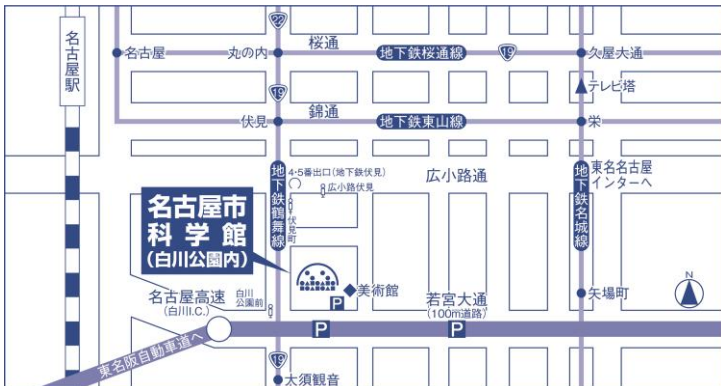 22
桜通
名古屋
丸の内
地下鉄桜通線
19
久屋大通
名古屋駅
テレビ塔
19
錦通
伏見
地下鉄東山線
栄
4・5番出口(地下鉄伏見)
広小路伏見
広小路通
東名名古屋
インターへ
地下鉄鶴舞線
地下鉄名城線
伏見町
名古屋市
科学館
(白川公園内)
美術館
P
矢場町
N
名古屋高速
(白川I.C.)
白川
公園前
若宮大通
(100m道路)
P
P
東名阪自動車道へ
19
大須観音